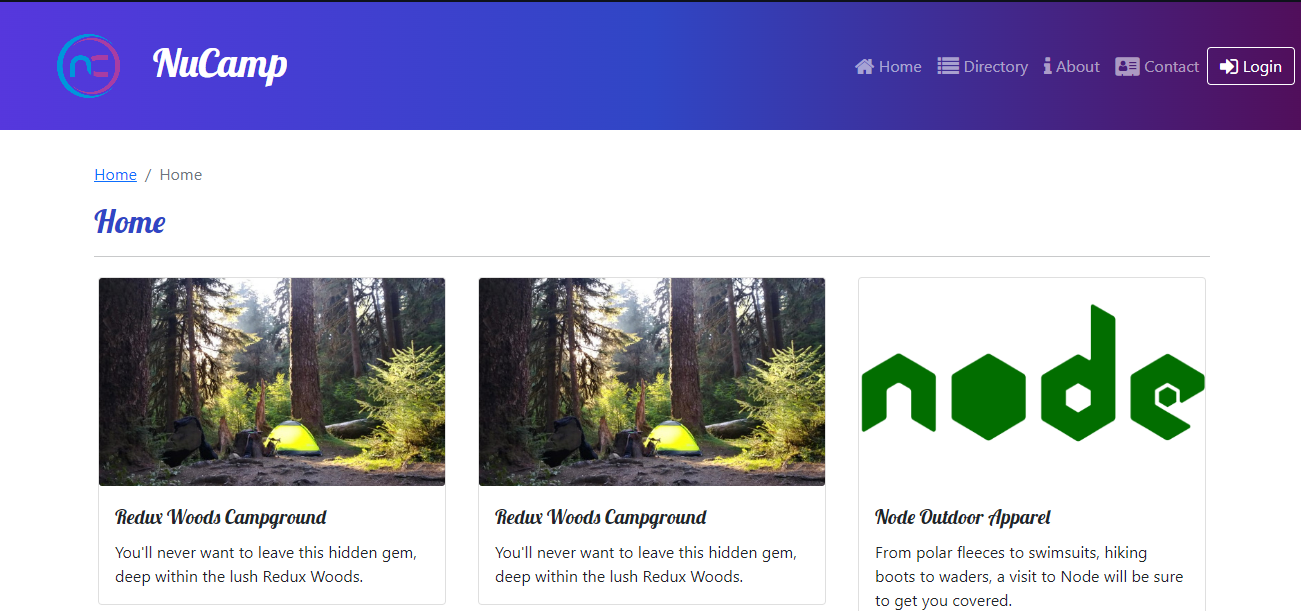 NuCamp
Home Directory About Contact Login
Home / Home
Home
node
Redux Woods Campground
You'll never want to leave this hidden gem,
deep within the lush Redux Woods.
Redux Woods Campground
You'll never want to leave this hidden gem,
deep within the lush Redux Woods.
Node Outdoor Apparel
From polar fleeces to swimsuits, hiking
boots to waders, a visit to Node will be sure
to get you covered.